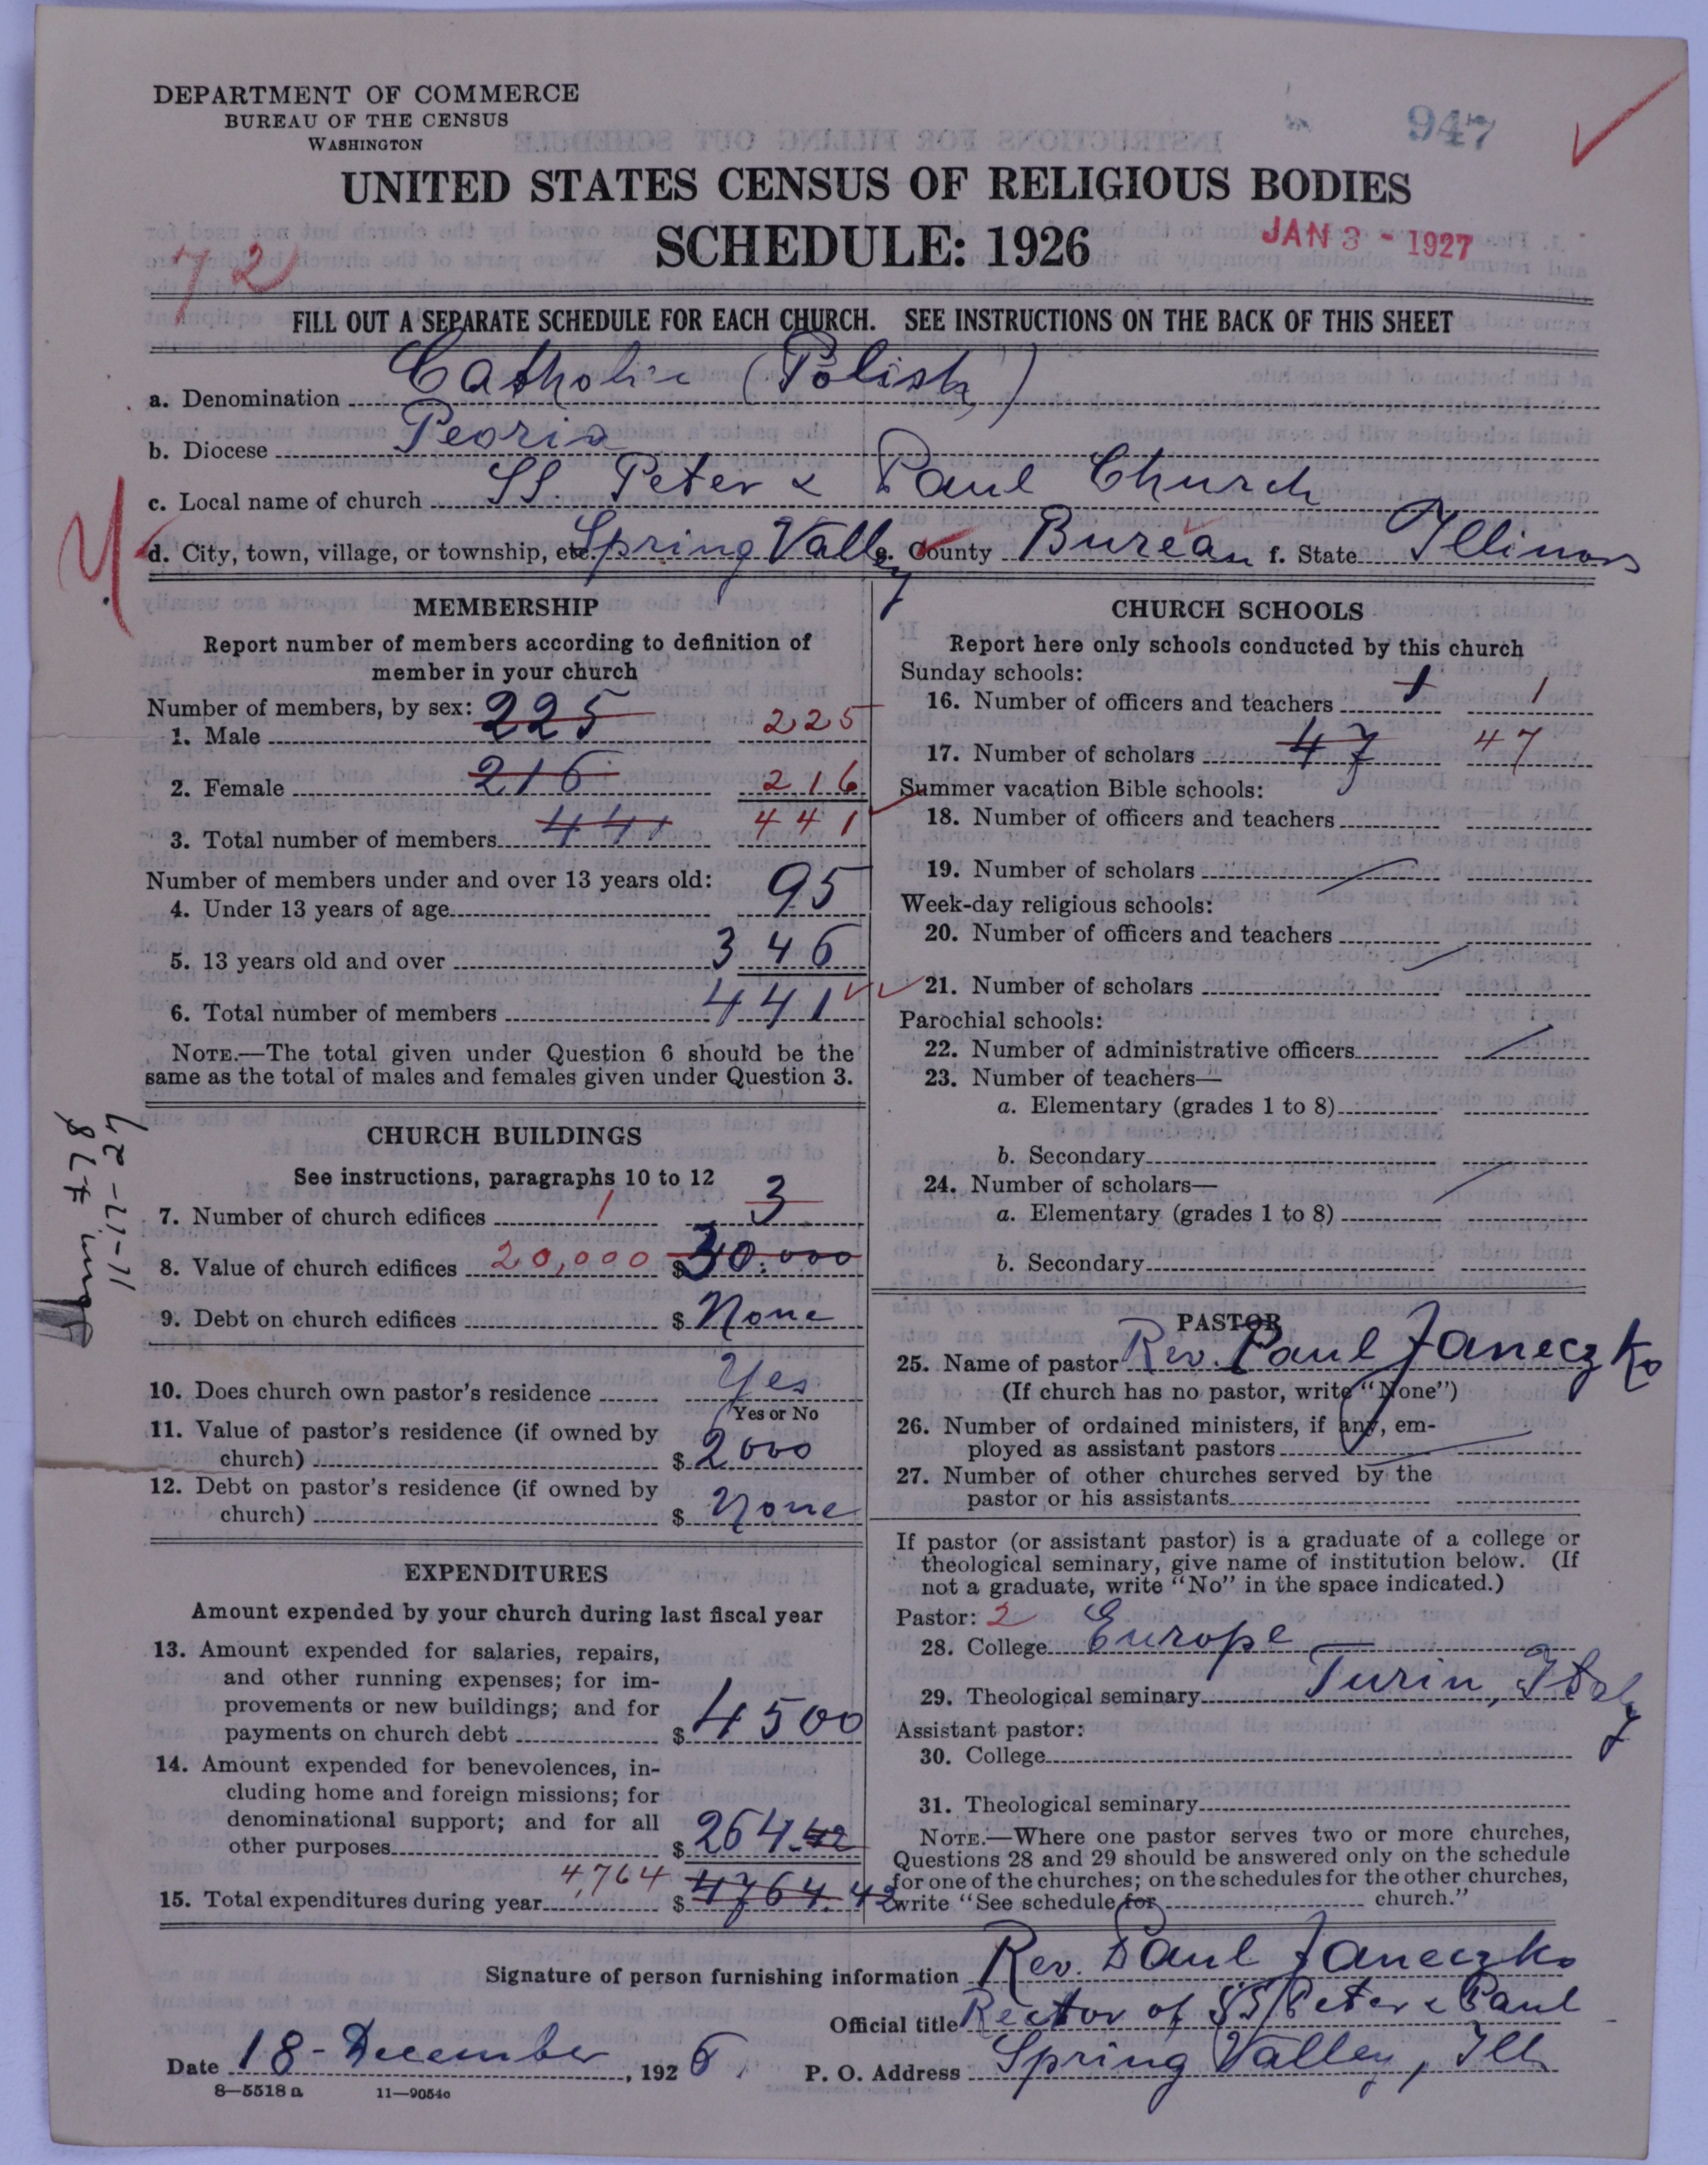 DEPARTMENT OF COMMERCE
BUREAU OF THE CENSUS
WASHINGTON
947
UNITED STATES CENSUS OF RELIGIOUS BODIES
SCHEDULE: 1926
JAN 3 - 1927
72
FILL OUT A SEPARATE SCHEDULE FOR EACH CHURCH. SEE INSTRUCTIONS ON THE BACK OF THIS SHEET
a. Denomination Catholic (Polish)
b. Diocese Peoria
c. Local name of church SS. Peter & Paul Church
d. City, town, village, or township, etc. Spring Valley e. County Bureau f. State Illinois
MEMBERSHIP
Report number of members according to definition of
member in your church
Number of members, by sex:
1. Male 225 225
2. Female 216 216
3. Total number of members 441 441
Number of members under and over 13 years old:
4. Under 13 years of age 95
5. 13 years old and over 346
6. Total number of members 441
NOTE.—The total given under Question 6 should be the
same as the total of males and females given under Question 3.
CHURCH BUILDINGS
See instructions, paragraphs 10 to 12
7. Number of church edifices 1 3
8. Value of church edifices 20,000 $ 30.000
9. Debt on church edifices $ None
10. Does church own pastor's residence Yes
Yes or No
11. Value of pastor's residence (if owned by
church) $ 2000
12. Debt on pastor's residence (if owned by
church) $ None
EXPENDITURES
Amount expended by your church during last fiscal year
13. Amount expended for salaries, repairs,
and other running expenses; for im-
provements or new buildings; and for
payments on church debt $ 4500
14. Amount expended for benevolences, in-
cluding home and foreign missions; for
denominational support; and for all
other purposes $ 264.42
15. Total expenditures during year 4,764 $ 4764.42
CHURCH SCHOOLS
Report here only schools conducted by this church
Sunday schools:
16. Number of officers and teachers 1 1
17. Number of scholars 47 47
Summer vacation Bible schools:
18. Number of officers and teachers
19. Number of scholars
Week-day religious schools:
20. Number of officers and teachers
21. Number of scholars
Parochial schools:
22. Number of administrative officers
23. Number of teachers—
a. Elementary (grades 1 to 8)
b. Secondary
24. Number of scholars—
a. Elementary (grades 1 to 8)
b. Secondary
PASTOR
25. Name of pastor Rev. Paul Janeczko
(If church has no pastor, write "None")
26. Number of ordained ministers, if any, em-
ployed as assistant pastors
27. Number of other churches served by the
pastor or his assistants
If pastor (or assistant pastor) is a graduate of a college or
theological seminary, give name of institution below. (If
not a graduate, write "No" in the space indicated.)
Pastor: 2
28. College Europe —
29. Theological seminary Turin, Italy
Assistant pastor:
30. College
31. Theological seminary
NOTE.—Where one pastor serves two or more churches,
Questions 28 and 29 should be answered only on the schedule
for one of the churches; on the schedules for the other churches,
write "See schedule for church."
Signature of person furnishing information Rev. Paul Janeczko
Official title Rector of SS Peter & Paul
Date 18 - December, 1926 P. O. Address Spring Valley, Ill
8—5518 a 11—9054c